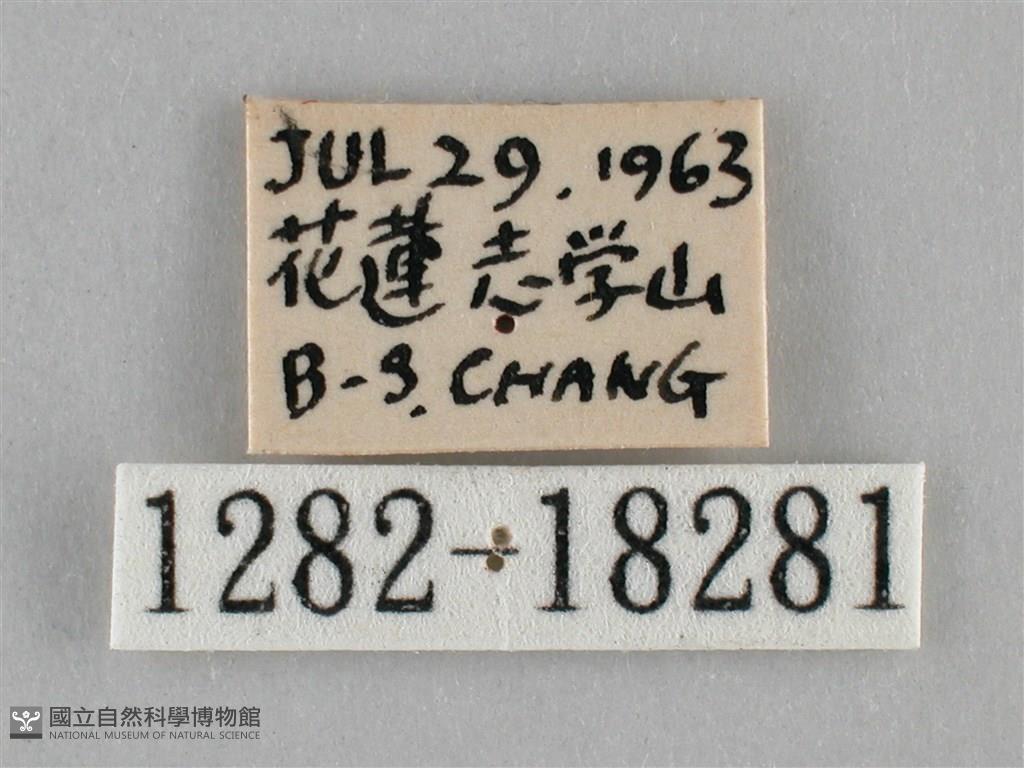 JUL 29. 1963
花蓮志学山
B-S. CHANG
1282-18281
國立自然科學博物館
NATIONAL MUSEUM OF NATURAL SCIENCE